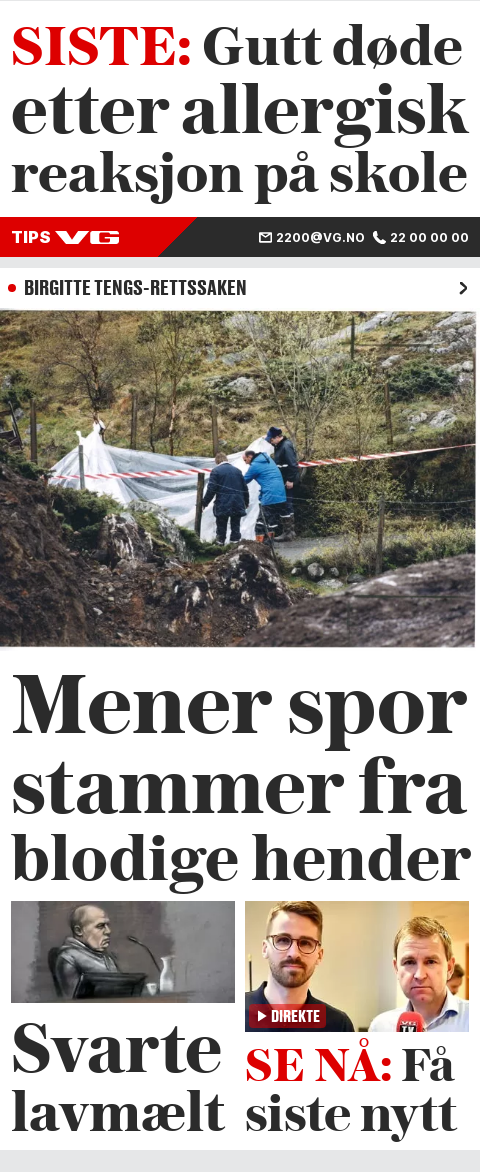 SISTE: Gutt døde
etter allergisk
reaksjon på skole
TIPS VG
2200@VG.NO 22 00 00 00
BIRGITTE TENGS-RETTSSAKEN
Mener spor
stammer fra
blodige hender
DIREKTE
VG
Svarte
lavmælt
SE NÅ: Få
siste nytt